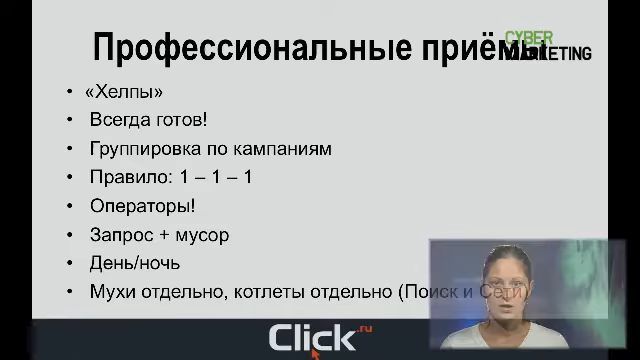 Профессиональные приёмы
CYBER
MARKETING
• «Хелпы»
• Всегда готов!
• Группировка по кампаниям
• Правило: 1 – 1 – 1
• Операторы!
• Запрос + мусор
• День/ночь
• Мухи отдельно, котлеты отдельно (Поиск и Сети)
Click.ru